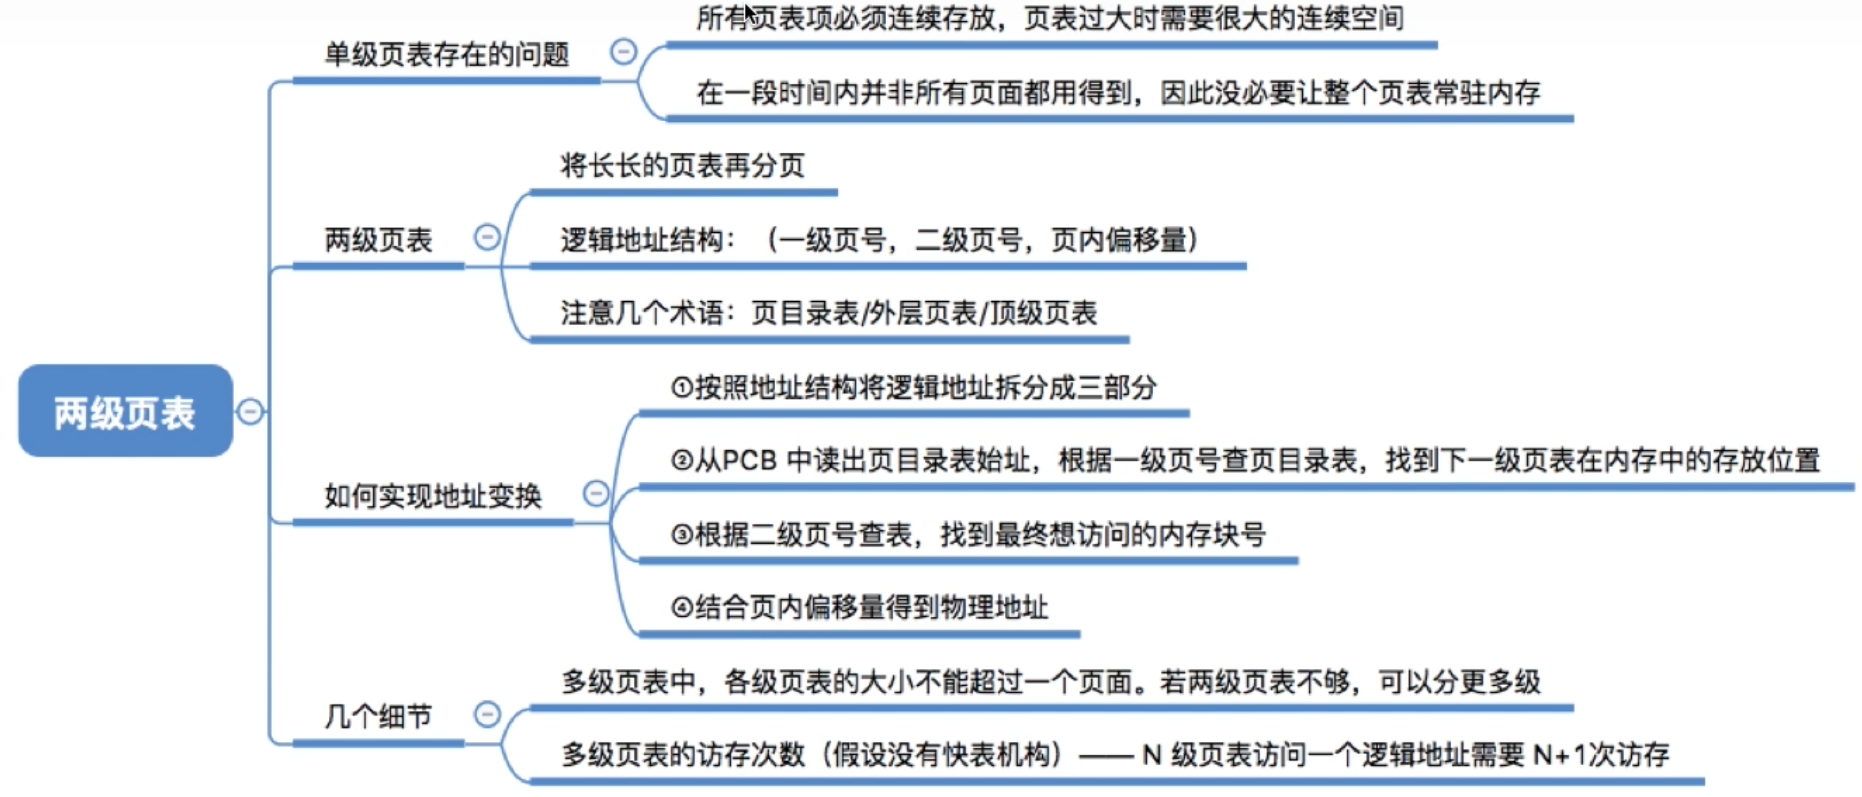 单级页表存在的问题
所有页表项必须连续存放，页表过大时需要很大的连续空间
在一段时间内并非所有页面都用得到，因此没必要让整个页表常驻内存
两级页表
将长长的页表再分页
逻辑地址结构：（一级页号，二级页号，页内偏移量）
注意几个术语：页目录表/外层页表/顶级页表
两级页表
如何实现地址变换
①按照地址结构将逻辑地址拆分成三部分
②从PCB 中读出页目录表始址，根据一级页号查页目录表，找到下一级页表在内存中的存放位置
③根据二级页号查表，找到最终想访问的内存块号
④结合页内偏移量得到物理地址
几个细节
多级页表中，各级页表的大小不能超过一个页面。若两级页表不够，可以分更多级
多级页表的访存次数（假设没有快表机构）—— N 级页表访问一个逻辑地址需要 N+1次访存